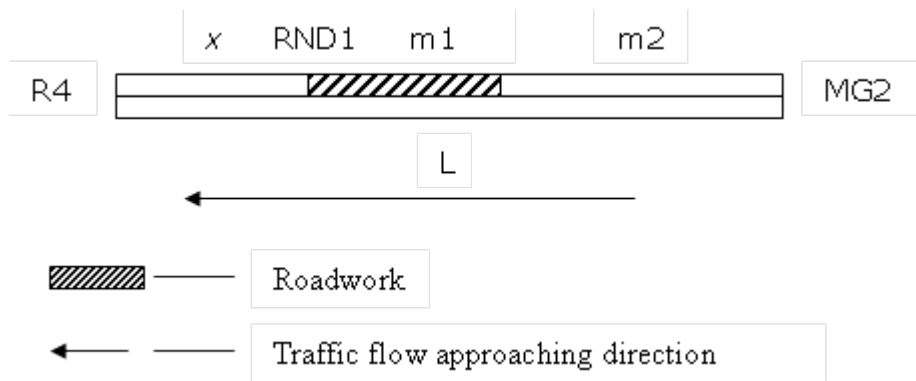 x RND1 m1 m2
R4 MG2
L
Roadwork
Traffic flow approaching direction